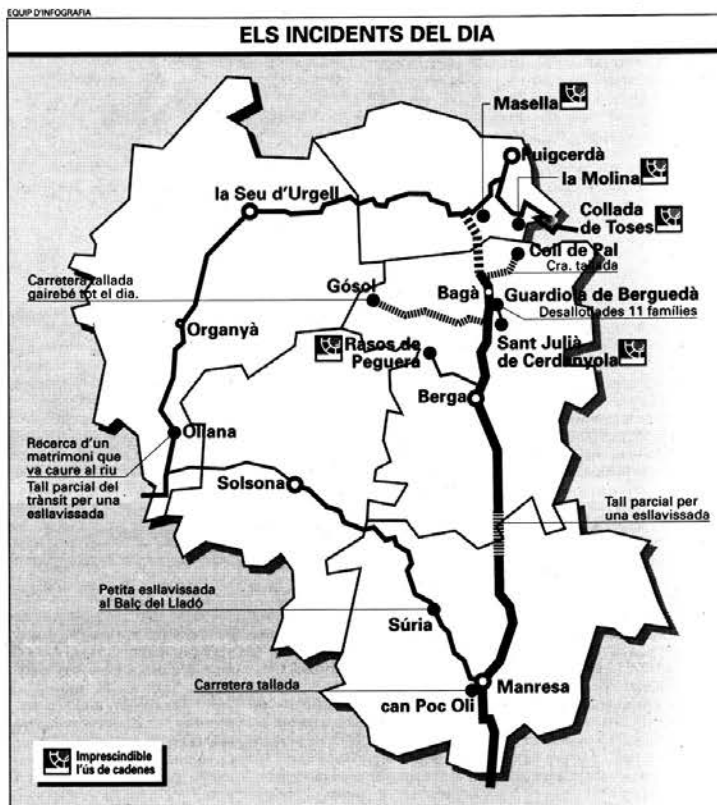 EQUIP D'INFOGRAFIA
ELS INCIDENTS DEL DIA
Masella
Puigcerdà
la Molina
la Seu d'Urgell
Collada
de Toses
Coll de Pal
Cra. tallada
Carretera tallada
gairebé tot el dia.
Gósol
Bagà
Guardiola de Berguedà
Desallotjades 11 famílies
Organyà
Rasos de
Peguera
Sant Julià
de Cerdanyola
Berga
Oliana
Recerca d'un
matrimoni que
va caure al riu
Tall parcial del
trànsit per una
esllavissada
Solsona
Tall parcial per
una esllavissada
Petita esllavissada
al Balç del Lladó
Súria
Carretera tallada
Manresa
can Poc Oli
Imprescindible
l'ús de cadenes